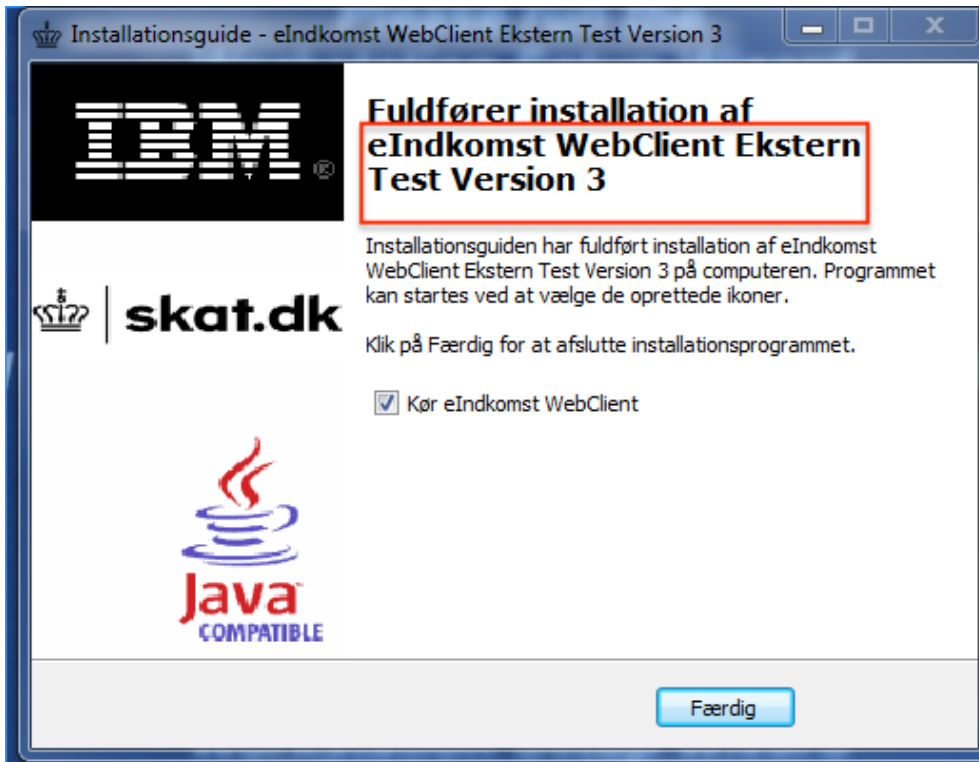 Installationsguide - eIndkomst WebClient Ekstern Test Version 3
IBM®
Fuldfører installation af
eIndkomst WebClient Ekstern
Test Version 3
Installationsguiden har fuldført installation af eIndkomst
WebClient Ekstern Test Version 3 på computeren. Programmet
kan startes ved at vælge de oprettede ikoner.
skat.dk
Klik på Færdig for at afslutte installationsprogrammet.
Kør eIndkomst WebClient
Java
COMPATIBLE
Færdig